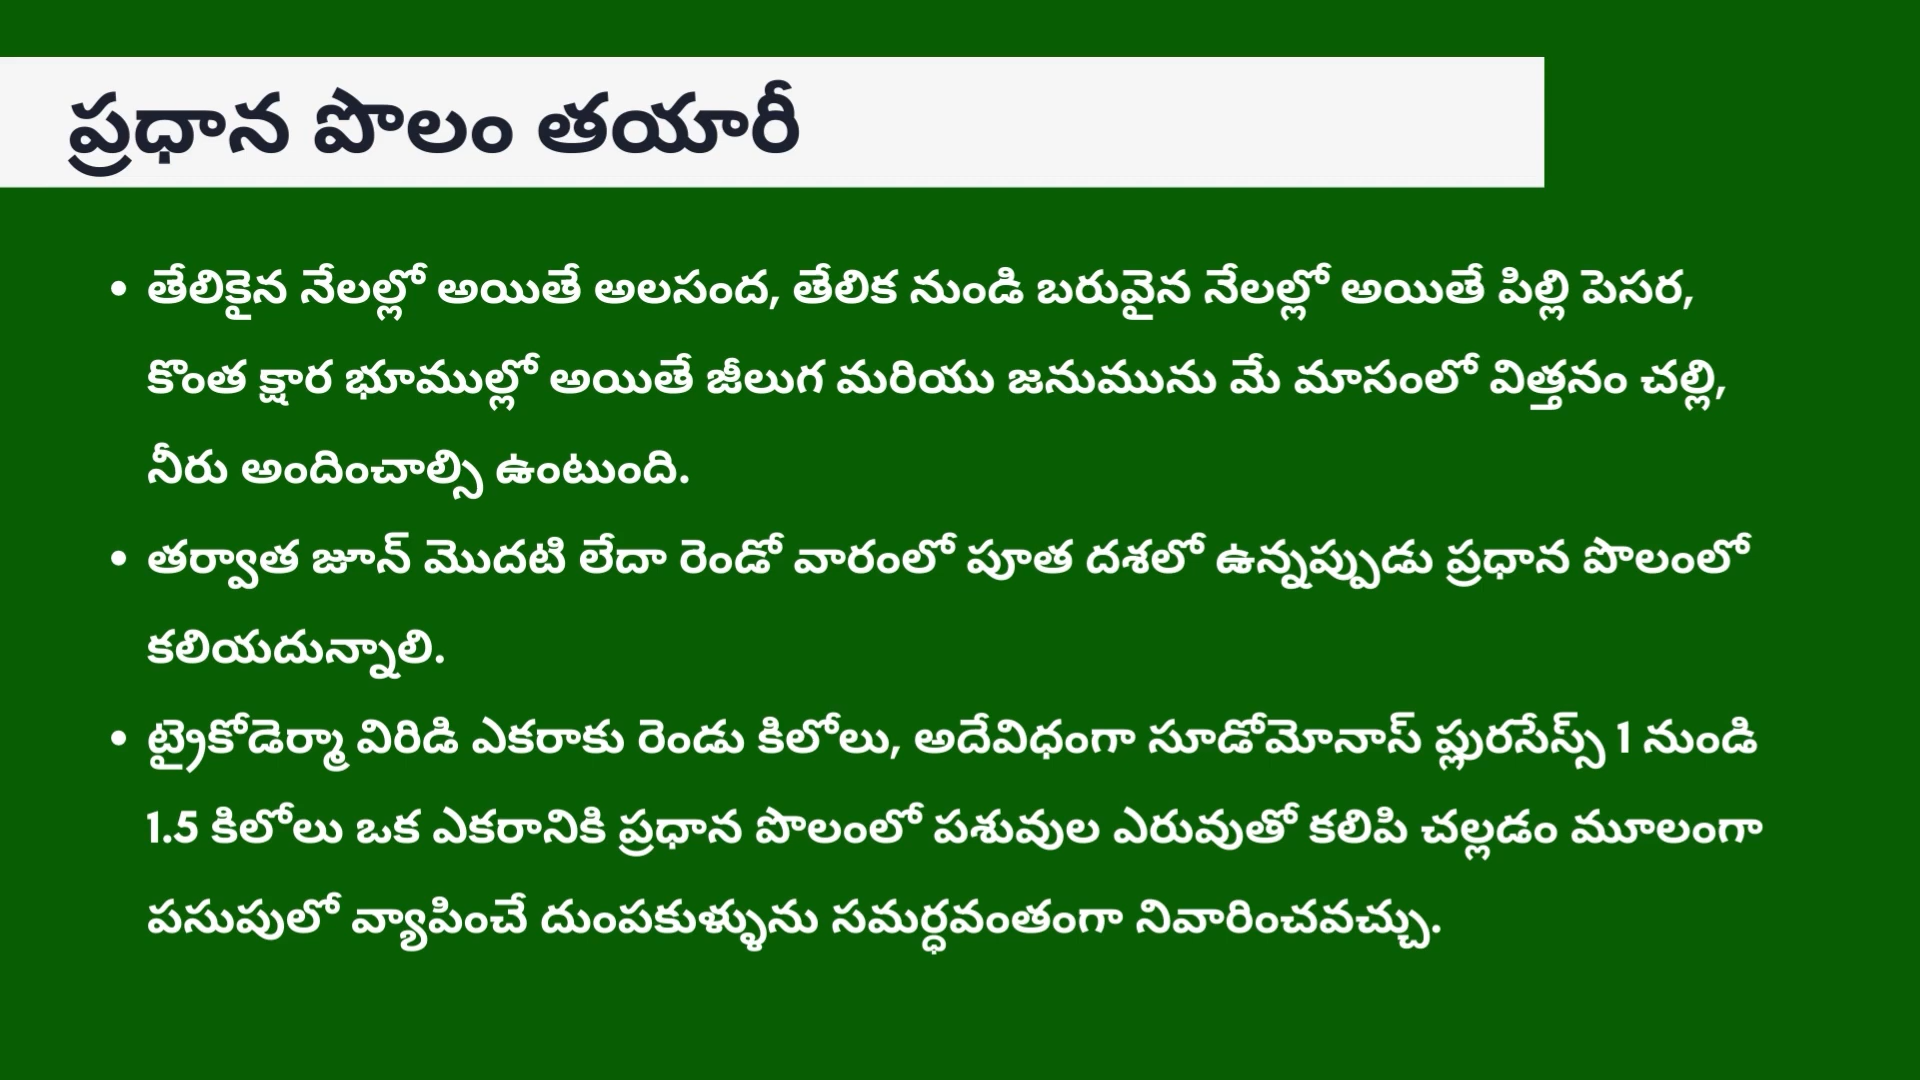 ప్రధాన పొలం తయారీ
• తేలికైన నేలల్లో అయితే అలసంద, తేలిక నుండి బరువైన నేలల్లో అయితే పిల్లి పెసర,
కొంత క్షార భూముల్లో అయితే జీలుగ మరియు జనుమును మే మాసంలో విత్తనం చల్లి,
నీరు అందించాల్సి ఉంటుంది.
• తర్వాత జూన్ మొదటి లేదా రెండో వారంలో పూత దశలో ఉన్నప్పుడు ప్రధాన పొలంలో
కలియదున్నాలి.
• ట్రైకోడెర్మా విరిడి ఎకరాకు రెండు కిలోలు, అదేవిధంగా సూడోమోనాస్ ఫ్లురసేస్స్ 1 నుండి
1.5 కిలోలు ఒక ఎకరానికి ప్రధాన పొలంలో పశువుల ఎరువుతో కలిపి చల్లడం మూలంగా
పసుపులో వ్యాపించే దుంపకుళ్ళును సమర్ధవంతంగా నివారించవచ్చు.